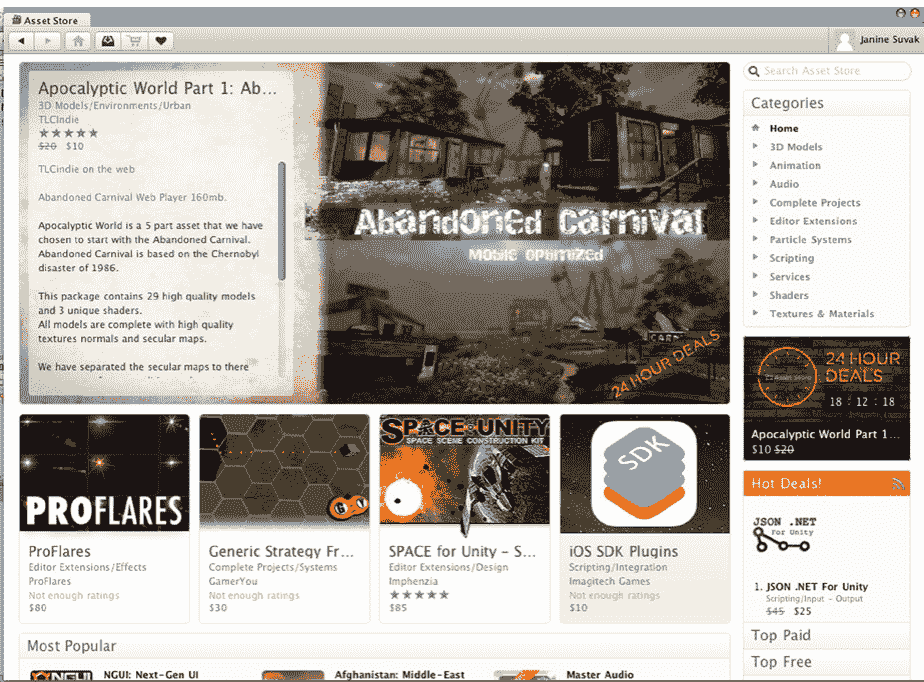 Asset Store
Janine Suvak
Search Asset Store
Apocalyptic World Part 1: Ab...
3D Models/Environments/Urban
TLCIndie
$20 $10
TLCIndie on the web
Abandoned Carnival Web Player 160mb.
Apocalyptic World is a 5 part asset that we have
chosen to start with the Abandoned Carnival.
Abandoned Carnival is based on the Chernobyl
disaster of 1986.
This package contains 29 high quality models
and 3 unique shaders.
All models are complete with high quality
textures normals and secular maps.
We have separated the secular maps to there
Abandoned Carnival
Mobile Optimized
24 HOUR DEALS
Categories
Home
3D Models
Animation
Audio
Complete Projects
Editor Extensions
Particle Systems
Scripting
Services
Shaders
Textures & Materials
24 HOUR
DEALS
18 : 12 : 18
Apocalyptic World Part 1...
$10 $20
PROFLARES
ProFlares
Editor Extensions/Effects
ProFlares
Not enough ratings
$80
Generic Strategy Fr...
Complete Projects/Systems
GamerYou
Not enough ratings
$30
SPACE for UNITY
SPACE SCENE CONSTRUCTION KIT
SPACE for Unity - S...
Editor Extensions/Design
Imphenzia
$85
SDK
iOS SDK Plugins
Scripting/Integration
Imagitech Games
Not enough ratings
$10
Hot Deals!
JSON .NET
For Unity
1. JSON .NET For Unity
Scripting/Input - Output
$45 $25
Top Paid
Top Free
Most Popular
NGUI: Next-Gen UI
Afghanistan: Middle-East
Master Audio